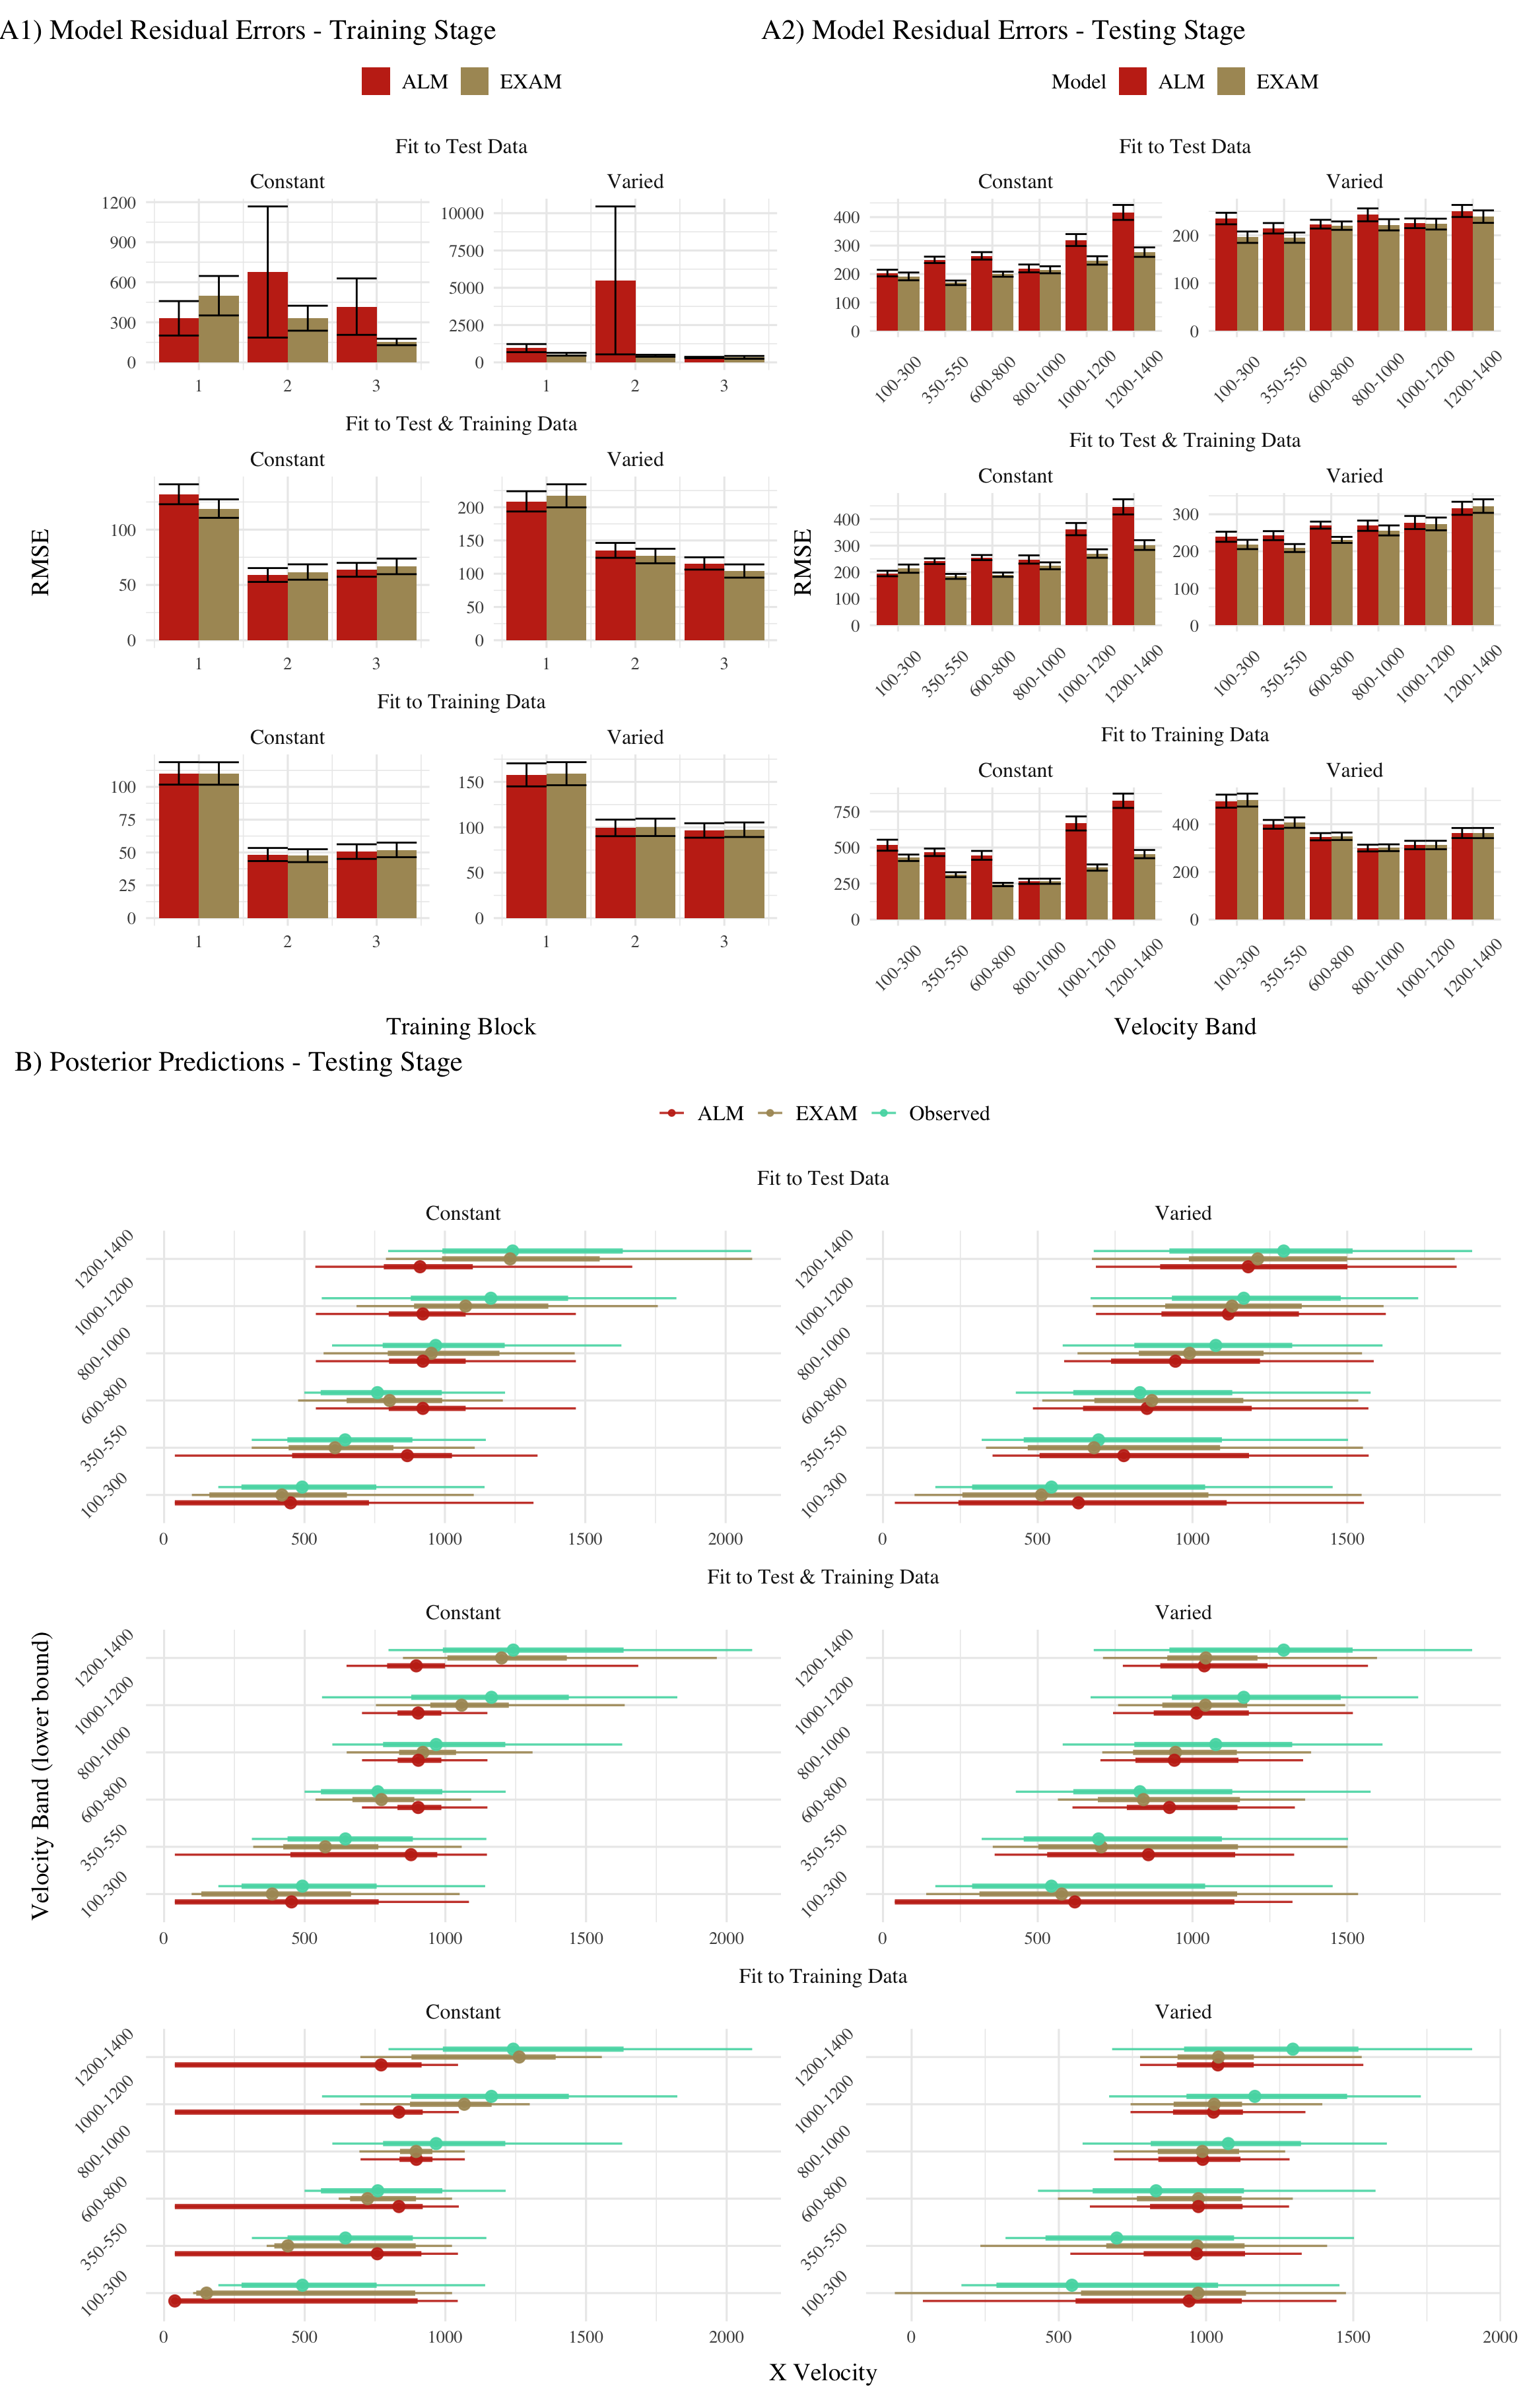 A1) Model Residual Errors - Training Stage
ALM EXAM
Fit to Test Data
Constant Varied
1200
900
600
300
0
10000
7500
5000
2500
0
1 2 3
1 2 3
Fit to Test & Training Data
Constant Varied
100
50
0
200
150
100
50
0
1 2 3
1 2 3
Fit to Training Data
Constant Varied
100
75
50
25
0
150
100
50
0
1 2 3
1 2 3
RMSE
Training Block
A2) Model Residual Errors - Testing Stage
Model ALM EXAM
Fit to Test Data
Constant Varied
400
300
200
100
0
200
100
0
100-300 350-550 600-800 800-1000 1000-1200 1200-1400
100-300 350-550 600-800 800-1000 1000-1200 1200-1400
Fit to Test & Training Data
Constant Varied
400
300
200
100
0
300
200
100
0
100-300 350-550 600-800 800-1000 1000-1200 1200-1400
100-300 350-550 600-800 800-1000 1000-1200 1200-1400
Fit to Training Data
Constant Varied
750
500
250
0
400
200
0
100-300 350-550 600-800 800-1000 1000-1200 1200-1400
100-300 350-550 600-800 800-1000 1000-1200 1200-1400
RMSE
Velocity Band
B) Posterior Predictions - Testing Stage
ALM EXAM Observed
Fit to Test Data
Constant Varied
1200-1400
1000-1200
800-1000
600-800
350-550
100-300
0 500 1000 1500 2000
1200-1400
1000-1200
800-1000
600-800
350-550
100-300
0 500 1000 1500
Fit to Test & Training Data
Constant Varied
1200-1400
1000-1200
800-1000
600-800
350-550
100-300
0 500 1000 1500 2000
1200-1400
1000-1200
800-1000
600-800
350-550
100-300
0 500 1000 1500
Fit to Training Data
Constant Varied
1200-1400
1000-1200
800-1000
600-800
350-550
100-300
0 500 1000 1500 2000
1200-1400
1000-1200
800-1000
600-800
350-550
100-300
0 500 1000 1500 2000
Velocity Band (lower bound)
X Velocity